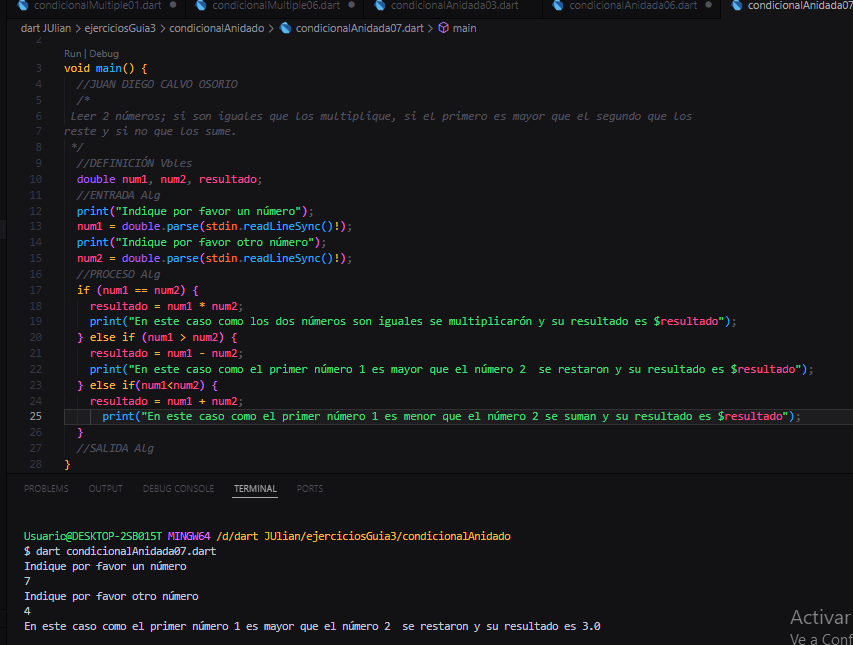 condicionalMultiple01.dart condicionalMultiple06.dart condicionalAnidada03.dart condicionalAnidada06.dart condicionalAnidada07
dart JUlian > ejerciciosGuia3 > condicionalAnidado > condicionalAnidada07.dart > main
2
Run | Debug
3 void main() {
4 //JUAN DIEGO CALVO OSORIO
5 /*
6 Leer 2 números; si son iguales que los multiplique, si el primero es mayor que el segundo que los
7 reste y si no que los sume.
8 */
9 //DEFINICIÓN Vbles
10 double num1, num2, resultado;
11 //ENTRADA Alg
12 print("Indique por favor un número");
13 num1 = double.parse(stdin.readLineSync()!);
14 print("Indique por favor otro número");
15 num2 = double.parse(stdin.readLineSync()!);
16 //PROCESO Alg
17 if (num1 == num2) {
18 resultado = num1 * num2;
19 print("En este caso como los dos números son iguales se multiplicarón y su resultado es $resultado");
20 } else if (num1 > num2) {
21 resultado = num1 - num2;
22 print("En este caso como el primer número 1 es mayor que el número 2  se restaron y su resultado es $resultado");
23 } else if(num1<num2) {
24 resultado = num1 + num2;
25 print("En este caso como el primer número 1 es menor que el número 2 se suman y su resultado es $resultado");
26 }
27 //SALIDA Alg
28 }
PROBLEMS OUTPUT DEBUG CONSOLE TERMINAL PORTS
Usuario@DESKTOP-2SB015T MINGW64 /d/dart JUlian/ejerciciosGuia3/condicionalAnidado
$ dart condicionalAnidada07.dart
Indique por favor un número
7
Indique por favor otro número
4
En este caso como el primer número 1 es mayor que el número 2  se restaron y su resultado es 3.0
Activar
Ve a Conf